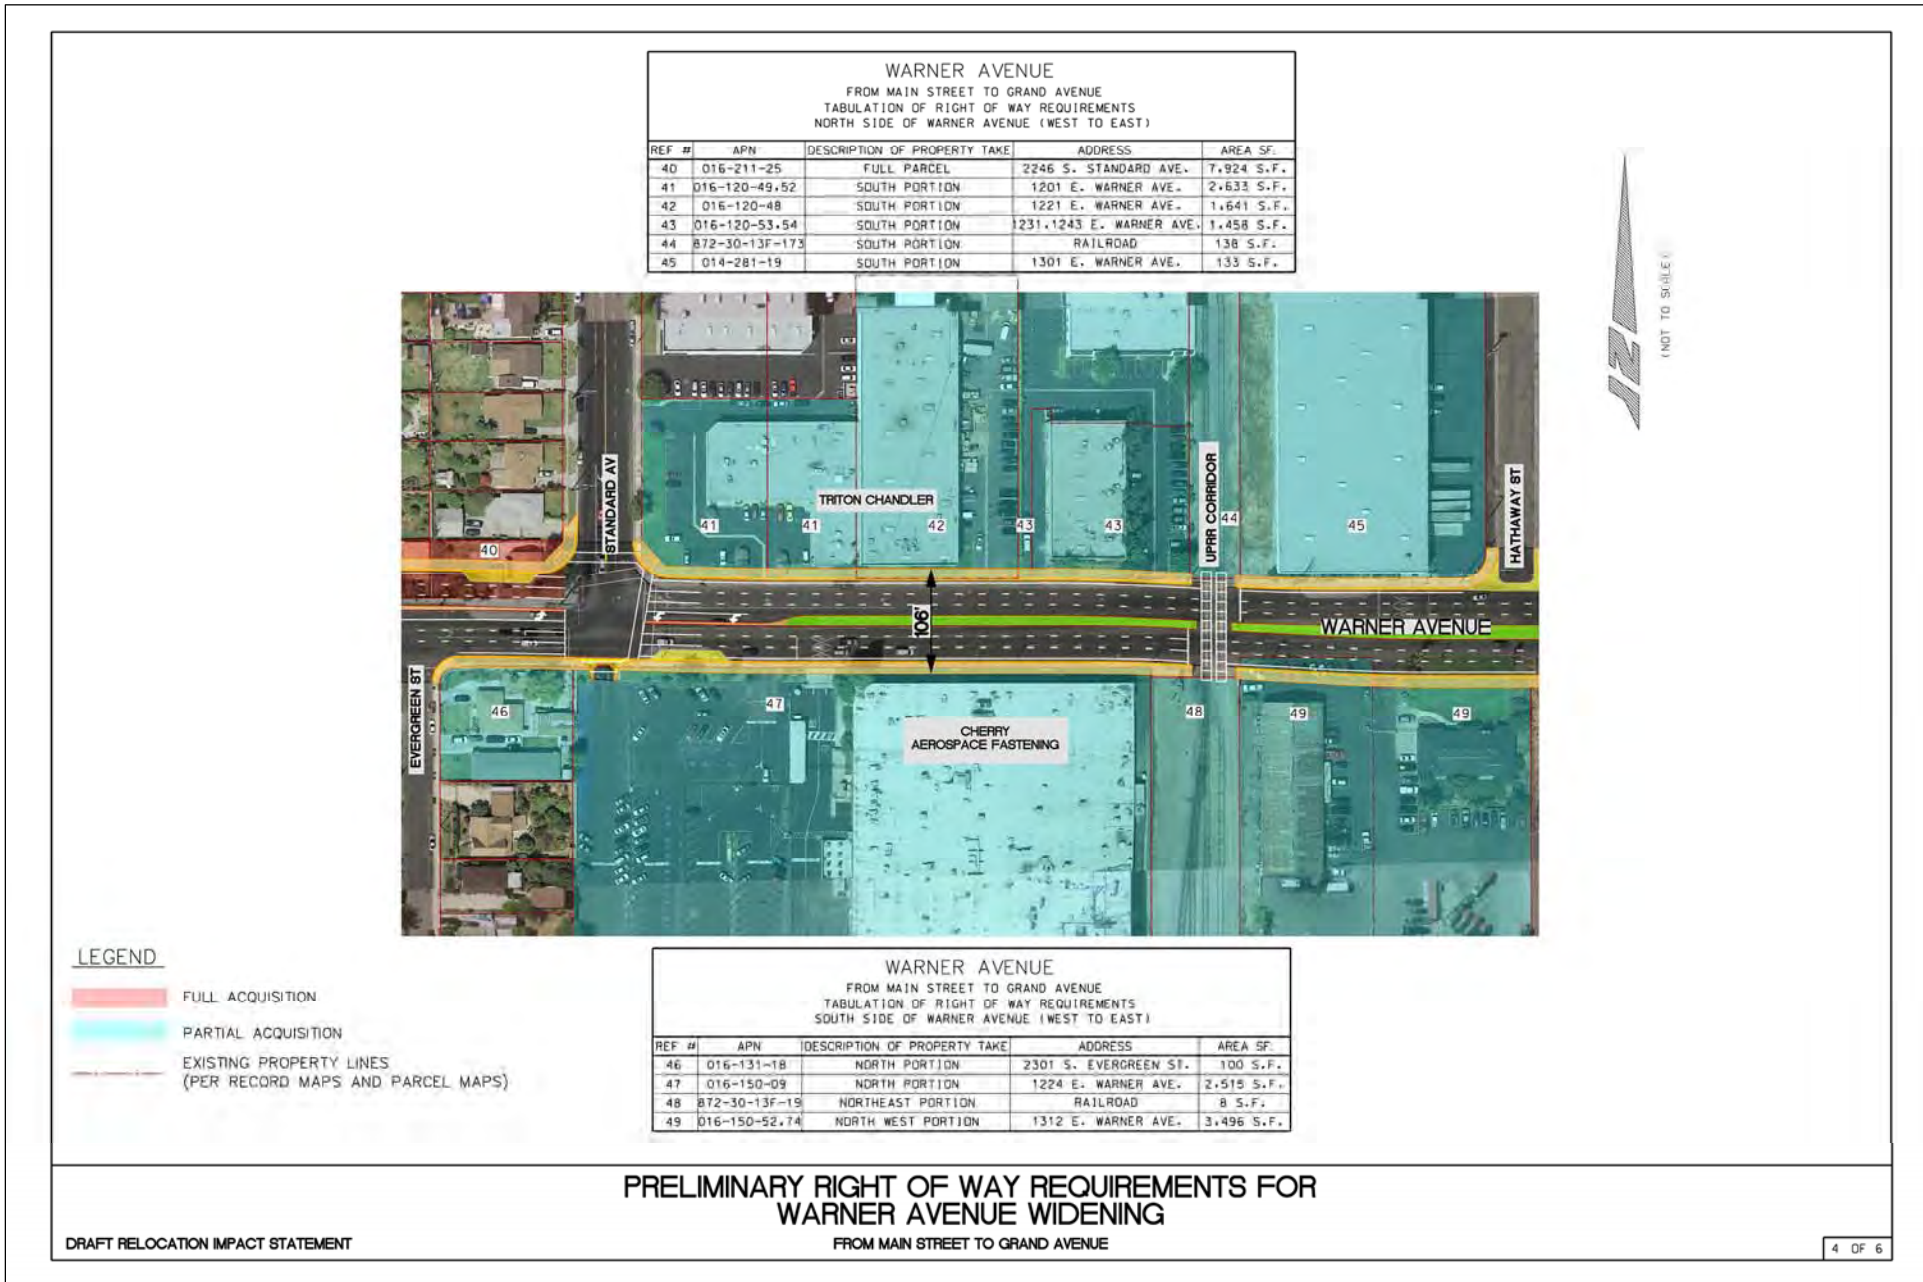 WARNER AVENUE
FROM MAIN STREET TO GRAND AVENUE
TABULATION OF RIGHT OF WAY REQUIREMENTS
NORTH SIDE OF WARNER AVENUE (WEST TO EAST)
REF # APN DESCRIPTION OF PROPERTY TAKE ADDRESS AREA SF.
40 016-211-25 FULL PARCEL 2246 S. STANDARD AVE. 7,924 S.F.
41 016-120-49,52 SOUTH PORTION 1201 E. WARNER AVE. 2,633 S.F.
42 016-120-48 SOUTH PORTION 1221 E. WARNER AVE. 1,641 S.F.
43 016-120-53,54 SOUTH PORTION 1231,1243 E. WARNER AVE. 1,458 S.F.
44 872-30-13F-173 SOUTH PORTION RAILROAD 138 S.F.
45 014-281-19 SOUTH PORTION 1301 E. WARNER AVE. 133 S.F.
(NOT TO SCALE)
STANDARD AV
TRITON CHANDLER
UPRR CORRIDOR
HATHAWAY ST
40
41
41
42
43
43
44
45
106'
WARNER AVENUE
EVERGREEN ST
46
47
CHERRY
AEROSPACE FASTENING
48
49
49
LEGEND
FULL ACQUISITION
PARTIAL ACQUISITION
EXISTING PROPERTY LINES
(PER RECORD MAPS AND PARCEL MAPS)
WARNER AVENUE
FROM MAIN STREET TO GRAND AVENUE
TABULATION OF RIGHT OF WAY REQUIREMENTS
SOUTH SIDE OF WARNER AVENUE (WEST TO EAST)
REF # APN DESCRIPTION OF PROPERTY TAKE ADDRESS AREA SF.
46 016-131-18 NORTH PORTION 2301 S. EVERGREEN ST. 100 S.F.
47 016-150-09 NORTH PORTION 1224 E. WARNER AVE. 2,515 S.F.
48 872-30-13F-19 NORTHEAST PORTION RAILROAD 8 S.F.
49 016-150-52,74 NORTH WEST PORTION 1312 E. WARNER AVE. 3,496 S.F.
PRELIMINARY RIGHT OF WAY REQUIREMENTS FOR
WARNER AVENUE WIDENING
FROM MAIN STREET TO GRAND AVENUE
DRAFT RELOCATION IMPACT STATEMENT
4 OF 6